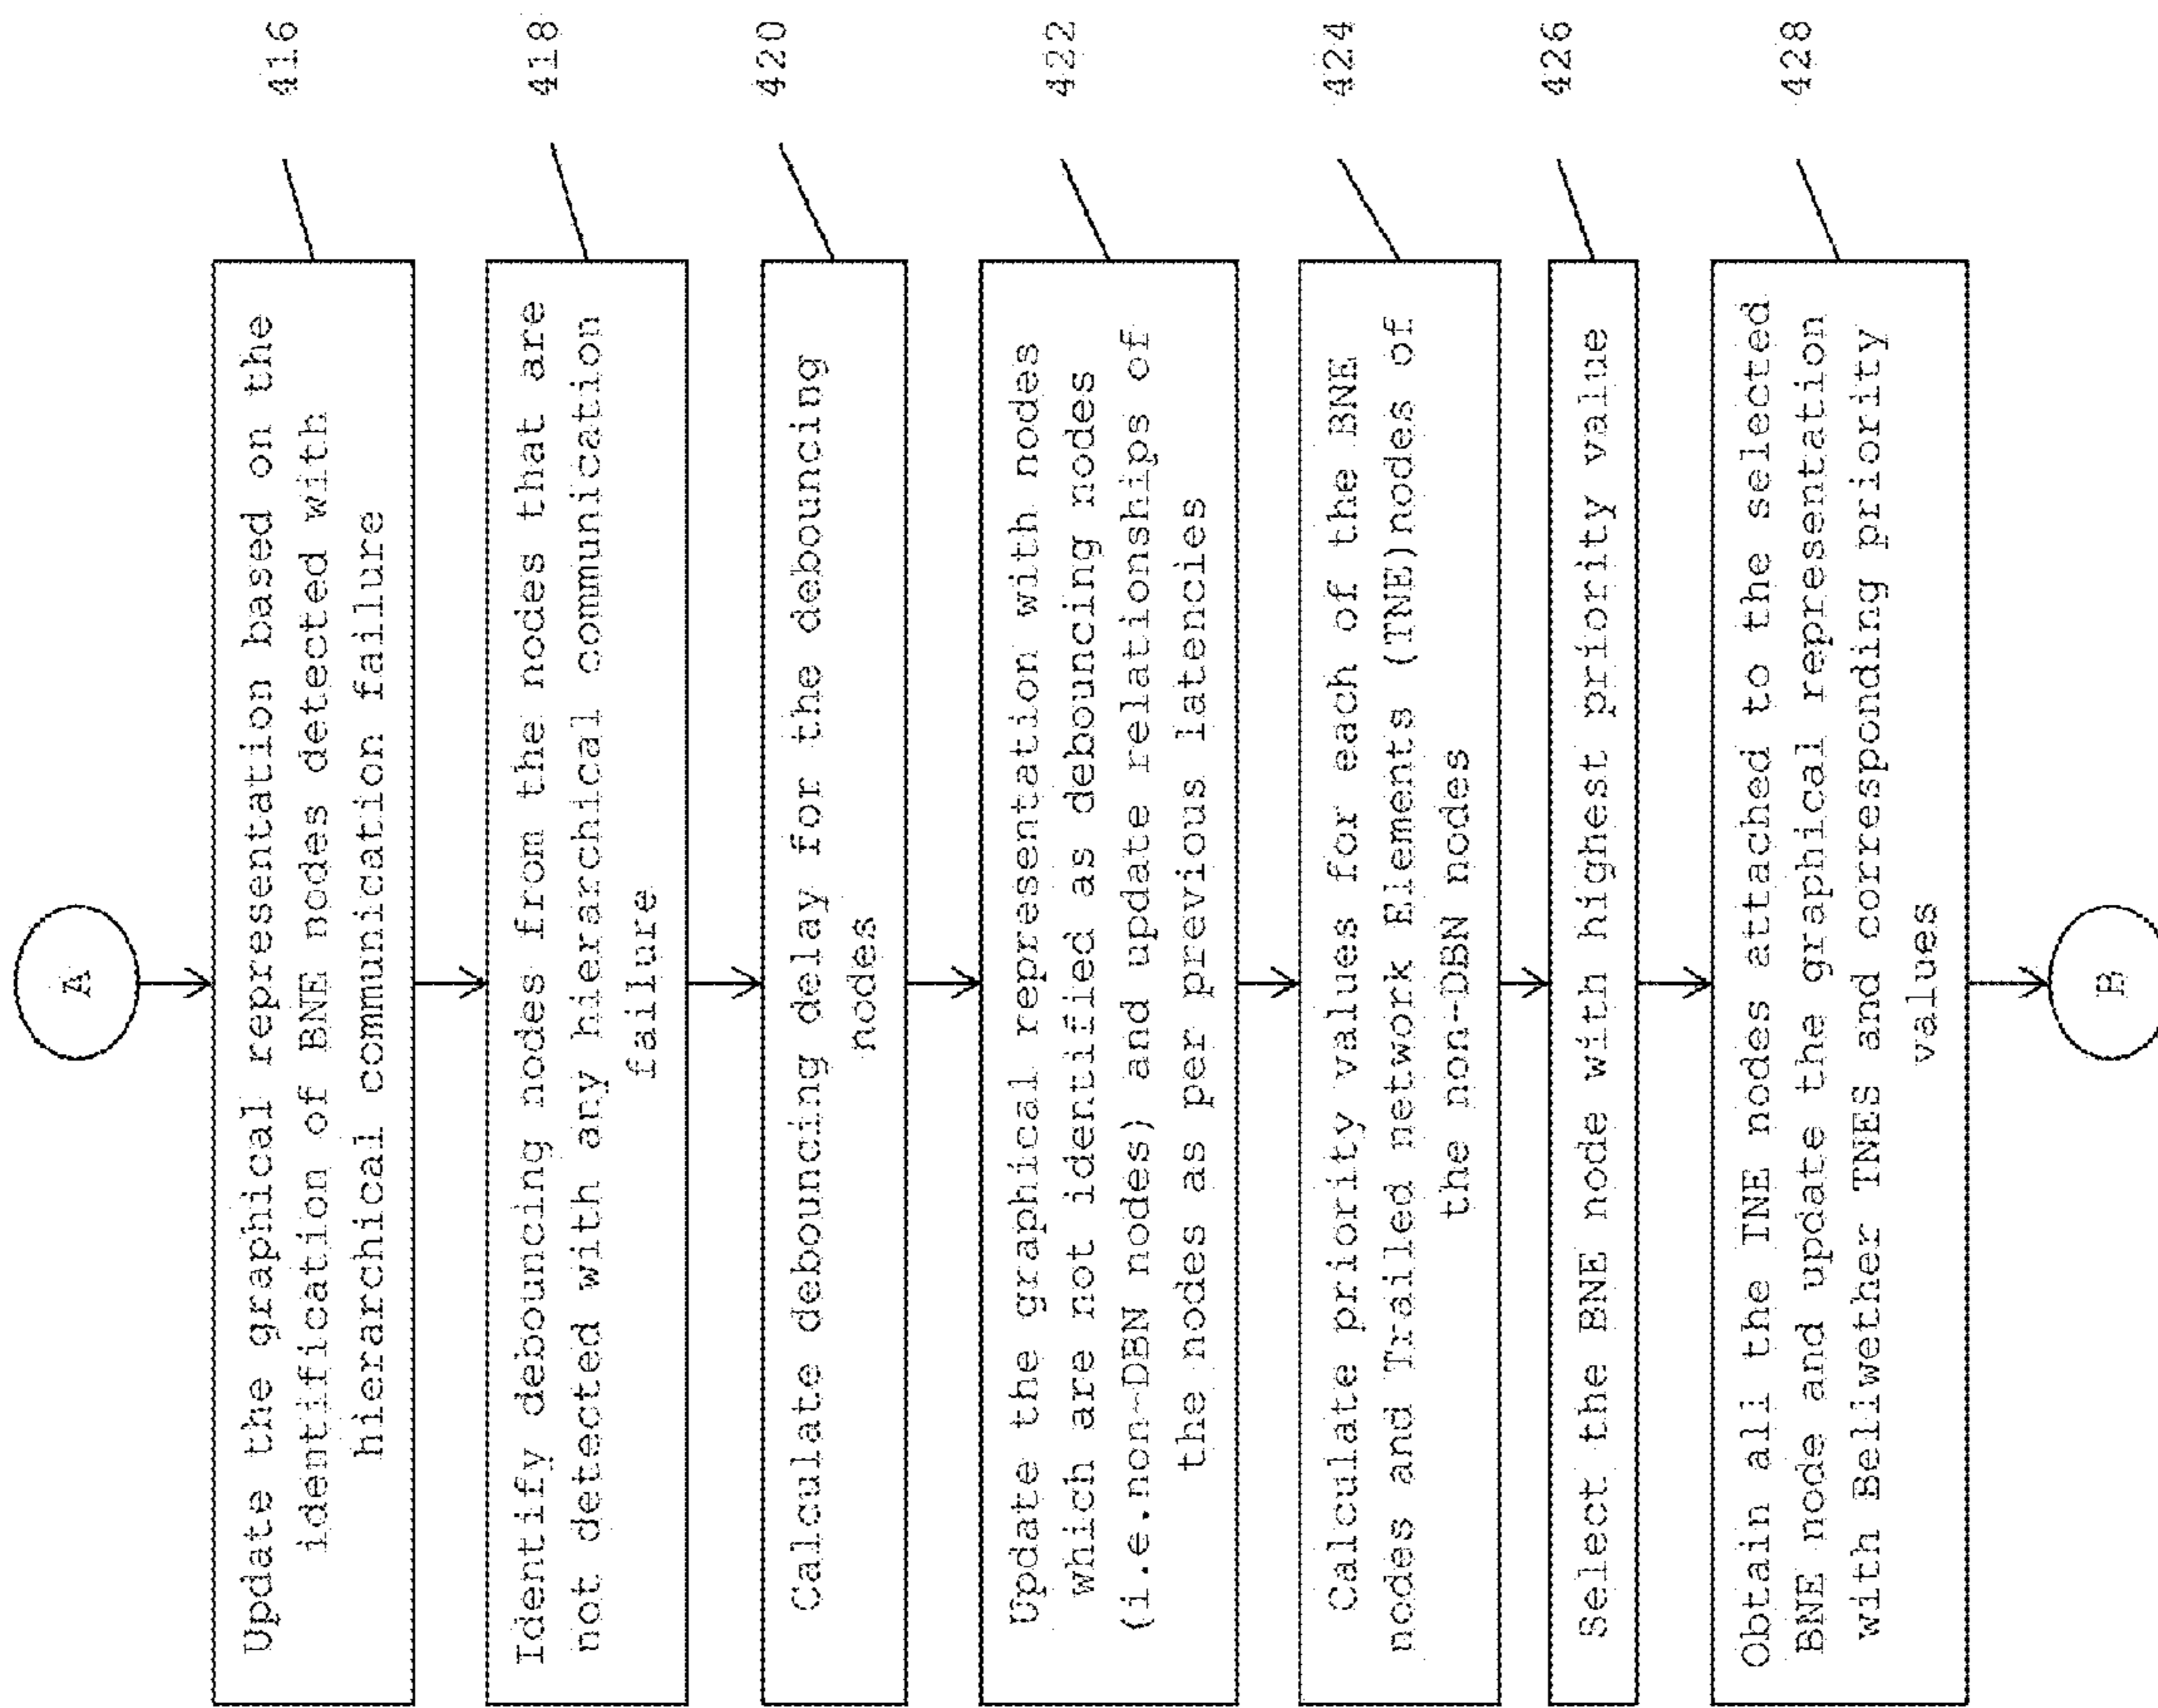 A
Update the graphical representation based on the
identification of BNE nodes detected with
hierarchical communication failure
416
Identify debouncing nodes from the nodes that are
not detected with any hierarchical communication
failure
418
Calculate debouncing delay for the debouncing
nodes
420
Update the graphical representation with nodes
which are not identified as debouncing nodes
(i.e.non-DBN nodes) and update relationships of
the nodes as per previous latencies
422
Calculate priority values for each of the BNE
nodes and Trailed network Elements (TNE)nodes of
the non-DBN nodes
424
Select the BNE node with highest priority value
426
Obtain all the TNE nodes attached to the selected
BNE node and update the graphical representation
with Bellwether TNES and corresponding priority
values
428
B